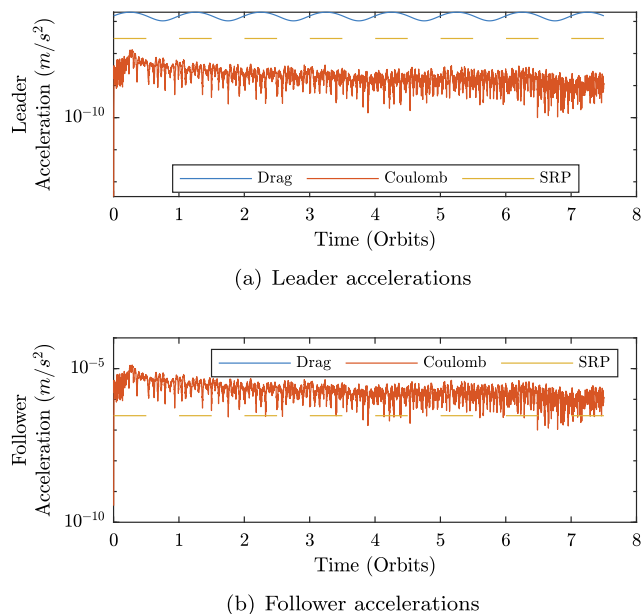 Leader
Acceleration (m/s²)
10⁻¹⁰
Drag Coulomb SRP
0 1 2 3 4 5 6 7 8
Time (Orbits)
(a) Leader accelerations
Follower
Acceleration (m/s²)
10⁻⁵
Drag Coulomb SRP
10⁻¹⁰
0 1 2 3 4 5 6 7 8
Time (Orbits)
(b) Follower accelerations